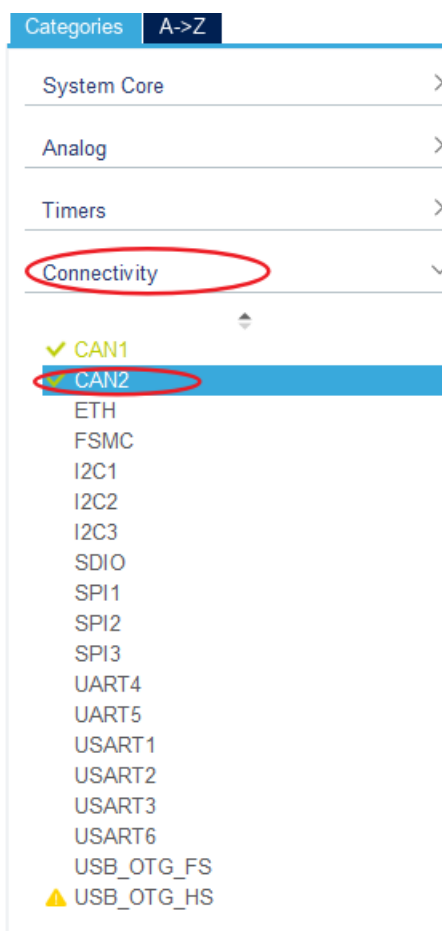 Categories A->Z
System Core
Analog
Timers
Connectivity
CAN1
CAN2
ETH
FSMC
I2C1
I2C2
I2C3
SDIO
SPI1
SPI2
SPI3
UART4
UART5
USART1
USART2
USART3
USART6
USB_OTG_FS
USB_OTG_HS